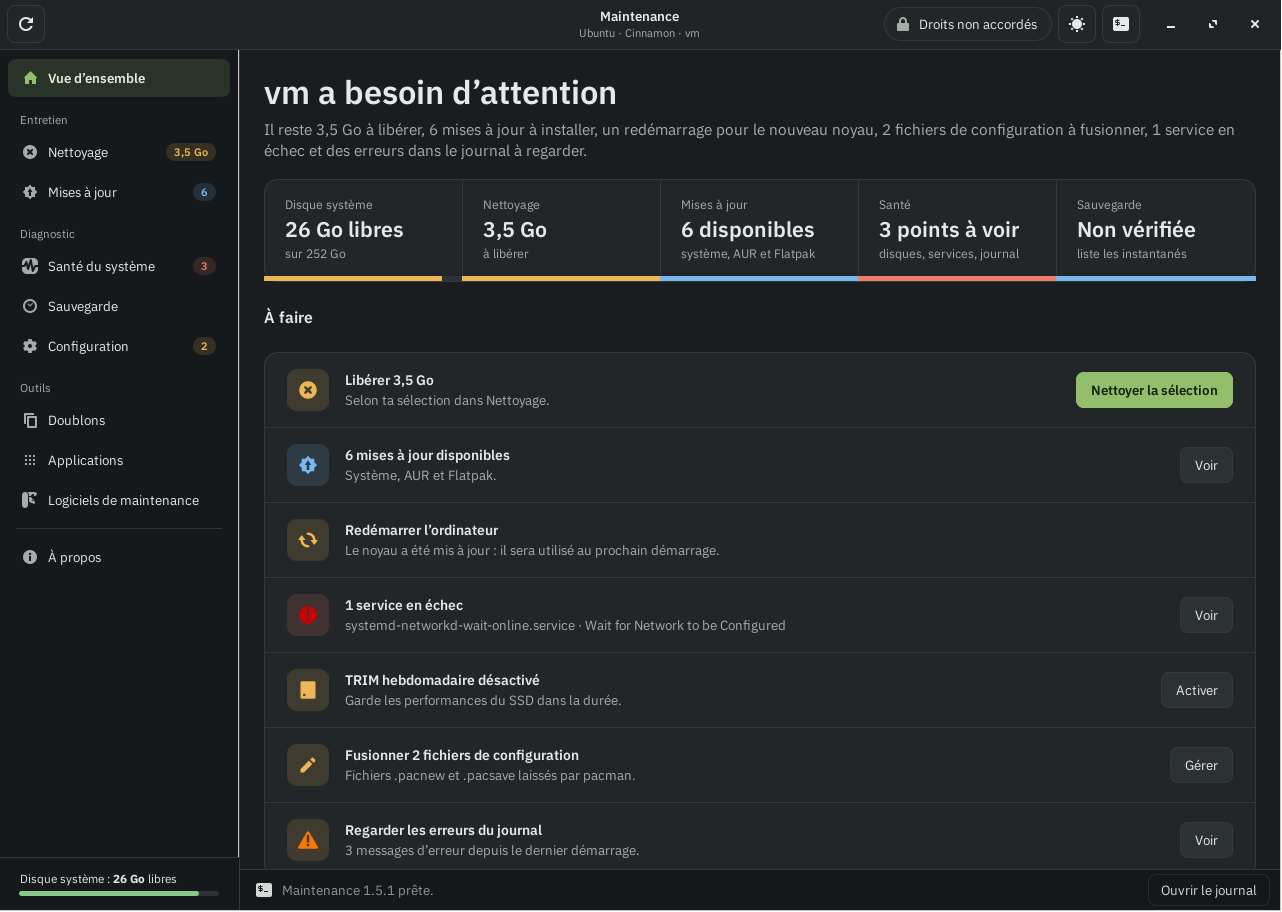 Maintenance
Ubuntu · Cinnamon · vm
Droits non accordés
Vue d’ensemble
Entretien
Nettoyage 3,5 Go
Mises à jour 6
Diagnostic
Santé du système 3
Sauvegarde
Configuration 2
Outils
Doublons
Applications
Logiciels de maintenance
À propos
Disque système : 26 Go libres
vm a besoin d’attention
Il reste 3,5 Go à libérer, 6 mises à jour à installer, un redémarrage pour le nouveau noyau, 2 fichiers de configuration à fusionner, 1 service en
échec et des erreurs dans le journal à regarder.
Disque système
26 Go libres
sur 252 Go
Nettoyage
3,5 Go
à libérer
Mises à jour
6 disponibles
système, AUR et Flatpak
Santé
3 points à voir
disques, services, journal
Sauvegarde
Non vérifiée
liste les instantanés
À faire
Libérer 3,5 Go
Selon ta sélection dans Nettoyage.
Nettoyer la sélection
6 mises à jour disponibles
Système, AUR et Flatpak.
Voir
Redémarrer l’ordinateur
Le noyau a été mis à jour : il sera utilisé au prochain démarrage.
1 service en échec
systemd-networkd-wait-online.service · Wait for Network to be Configured
Voir
TRIM hebdomadaire désactivé
Garde les performances du SSD dans la durée.
Activer
Fusionner 2 fichiers de configuration
Fichiers .pacnew et .pacsave laissés par pacman.
Gérer
Regarder les erreurs du journal
3 messages d’erreur depuis le dernier démarrage.
Voir
Maintenance 1.5.1 prête.
Ouvrir le journal